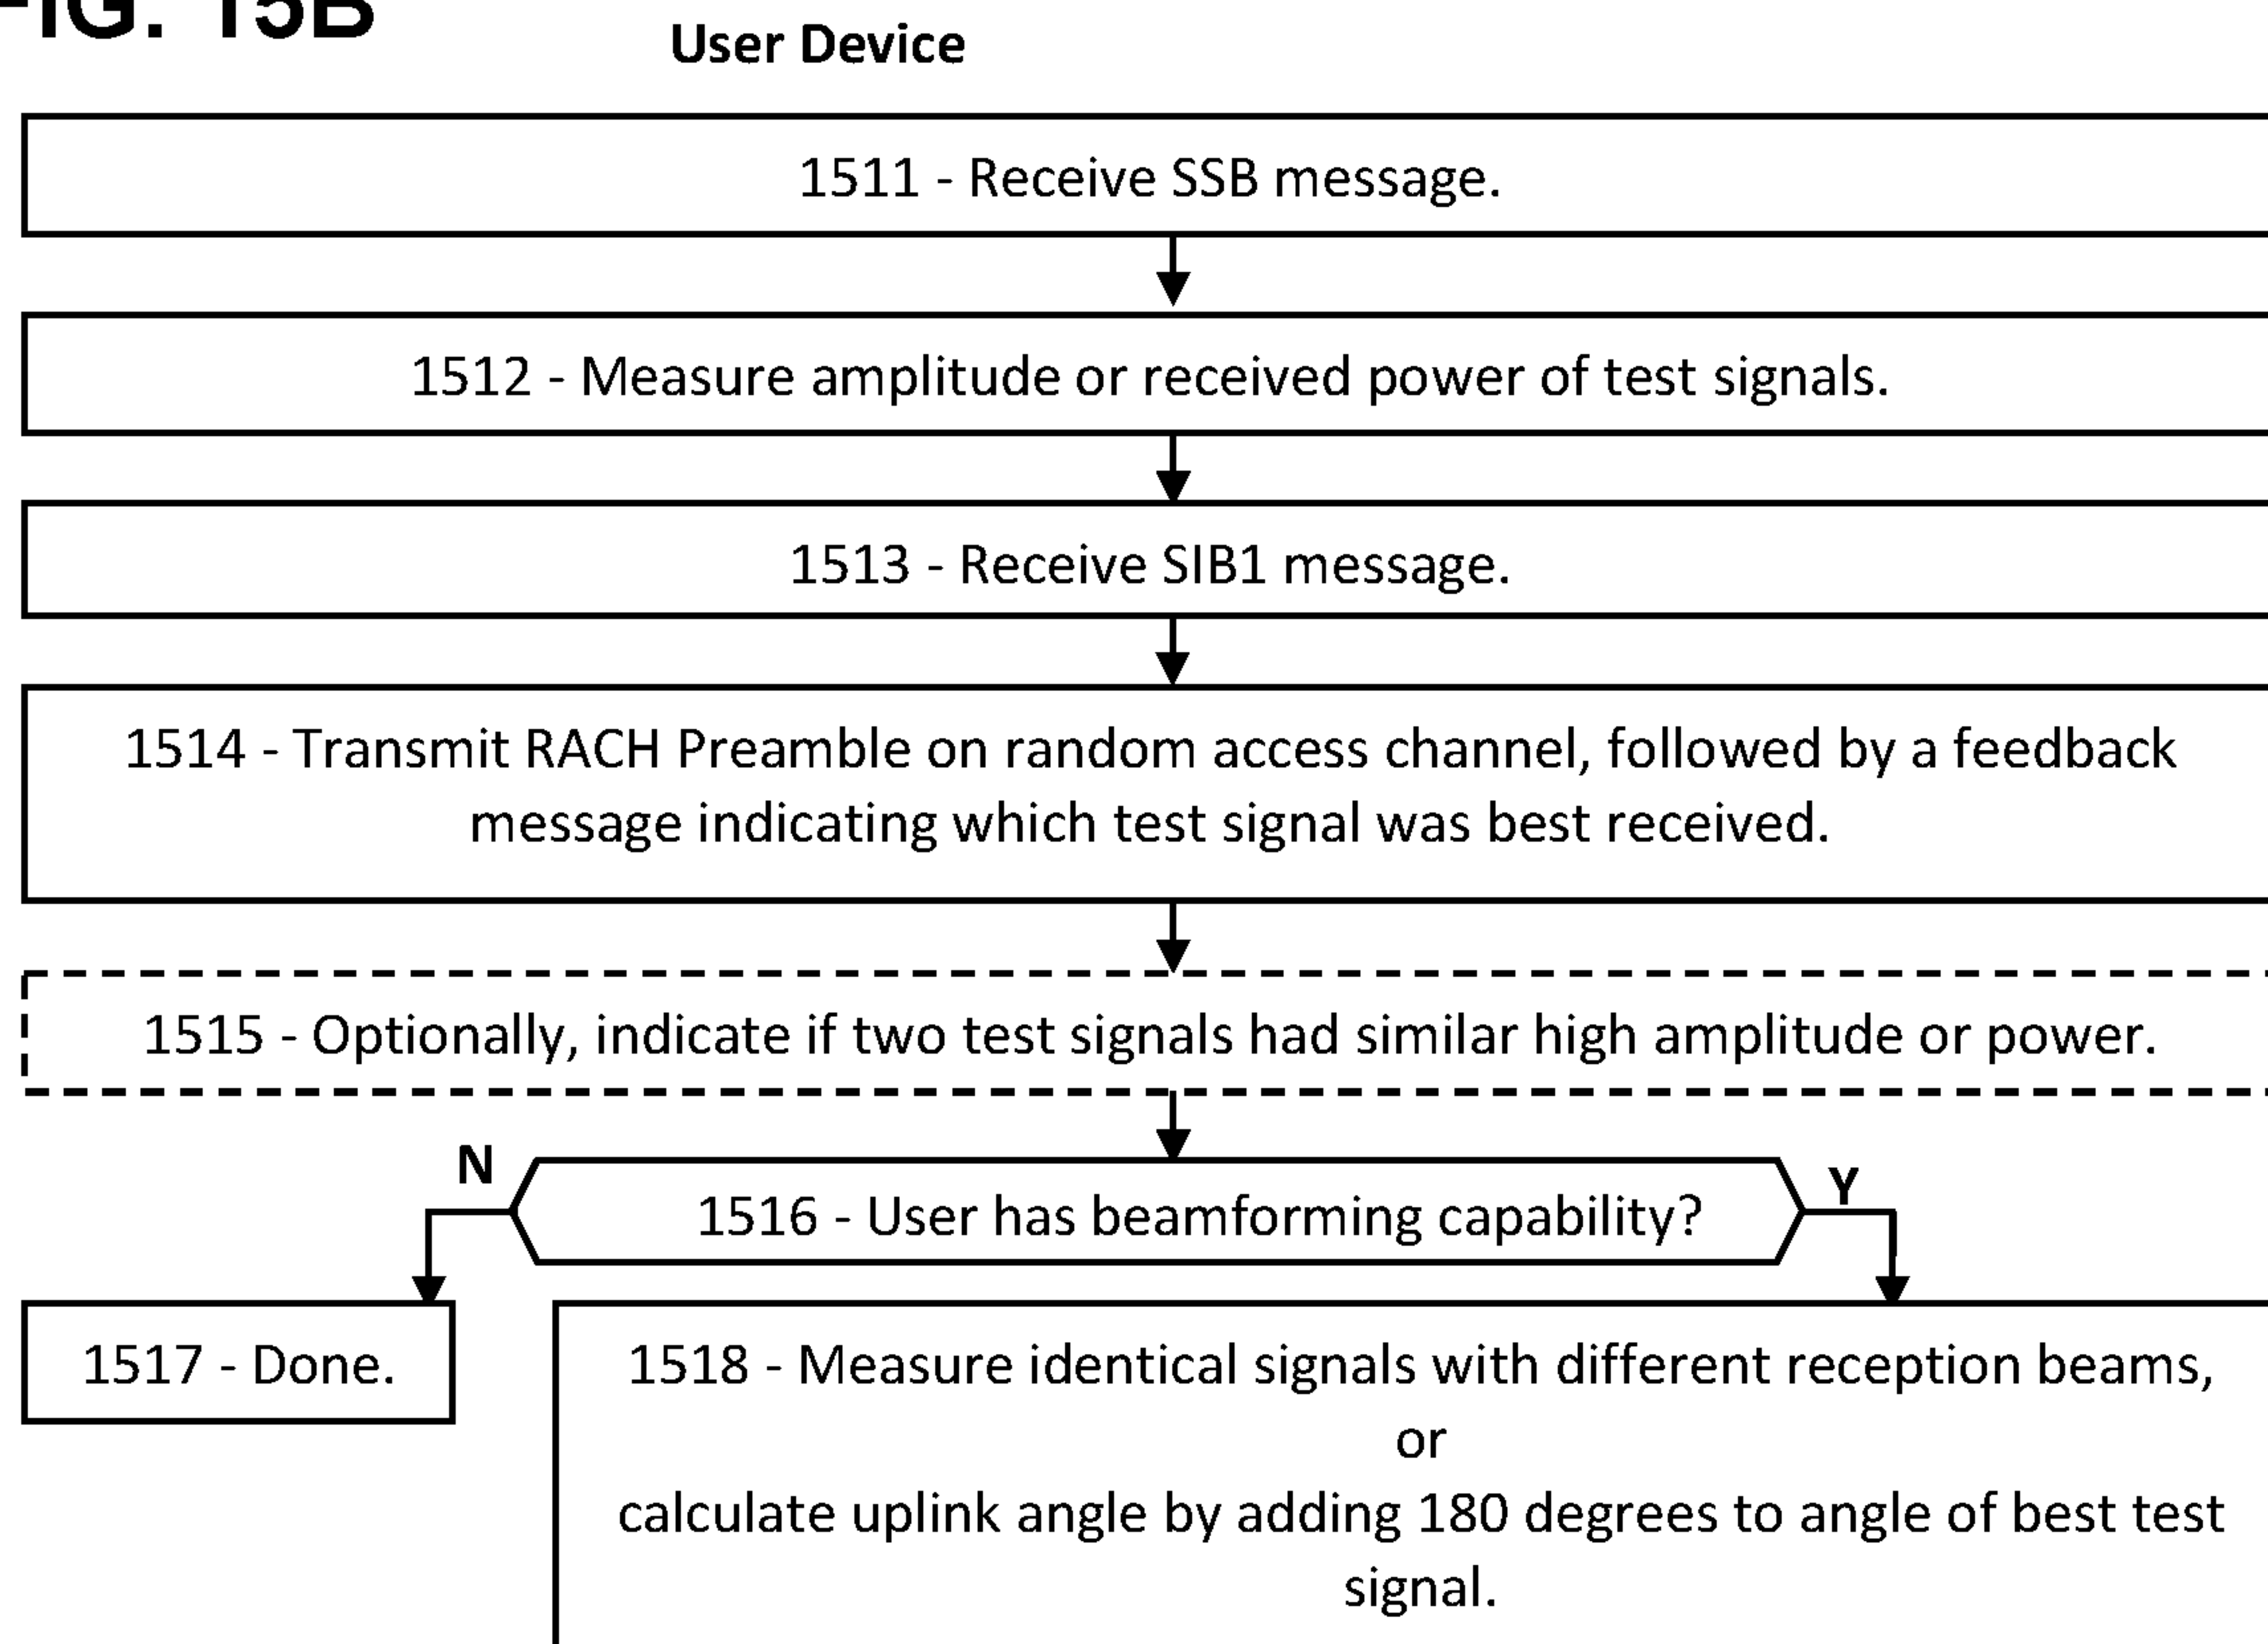 FIG. 15B
User Device
1511 - Receive SSB message.
1512 - Measure amplitude or received power of test signals.
1513 - Receive SIB1 message.
1514 - Transmit RACH Preamble on random access channel, followed by a feedback
message indicating which test signal was best received.
1515 - Optionally, indicate if two test signals had similar high amplitude or power.
N
Y
1516 - User has beamforming capability?
1517 - Done.
1518 - Measure identical signals with different reception beams,
or
calculate uplink angle by adding 180 degrees to angle of best test
signal.